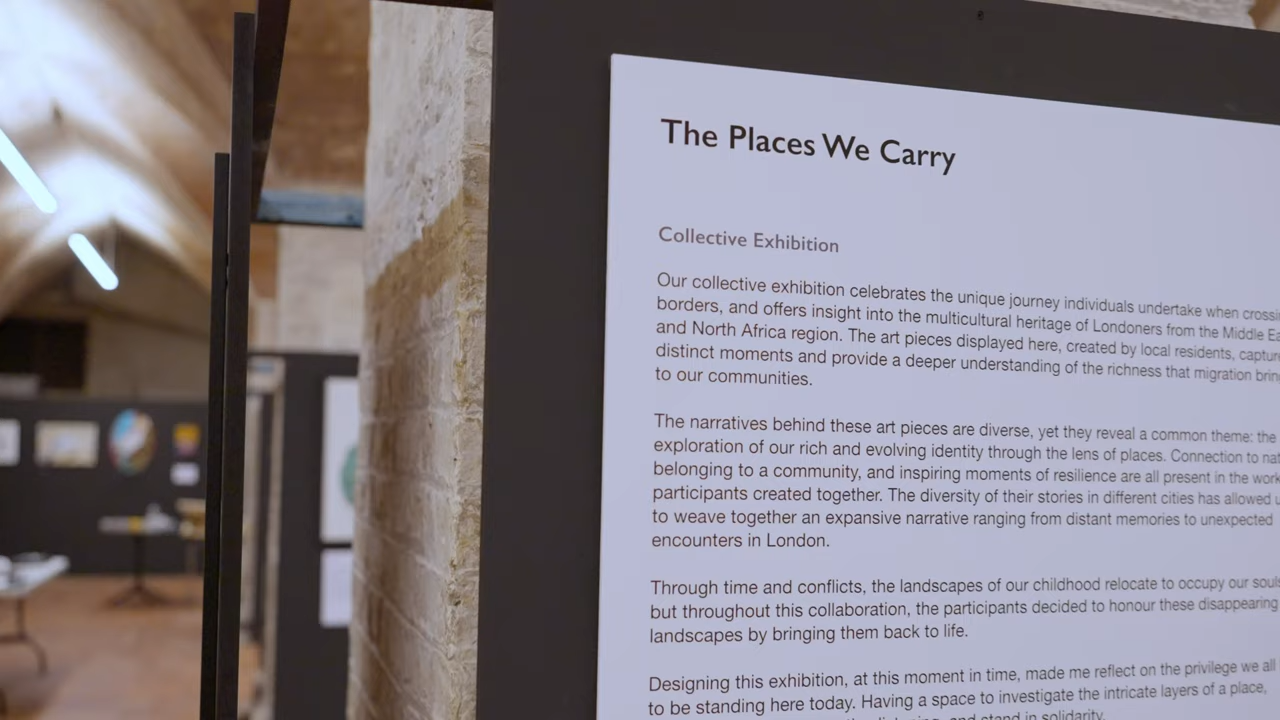 The Places We Carry
Collective Exhibition
Our collective exhibition celebrates the unique journey individuals undertake when
borders, and offers insight into the multicultural heritage of Londoners from the Middle
and North Africa region. The art pieces displayed here, created by local residents,
distinct moments and provide a deeper understanding of the richness that migration
to our communities.
The narratives behind these art pieces are diverse, yet they reveal a common theme: the
exploration of our rich and evolving identity through the lens of places. Connection to
belonging to a community, and inspiring moments of resilience are all present in the
participants created together. The diversity of their stories in different cities has allowed
to weave together an expansive narrative ranging from distant memories to unexpected
encounters in London.
Through time and conflicts, the landscapes of our childhood relocate to occupy our
but throughout this collaboration, the participants decided to honour these disappearing
landscapes by bringing them back to life.
Designing this exhibition, at this moment in time, made me reflect on the privilege we all
to be standing here today. Having a space to investigate the intricate layers of a place,
and stand in solidarity.